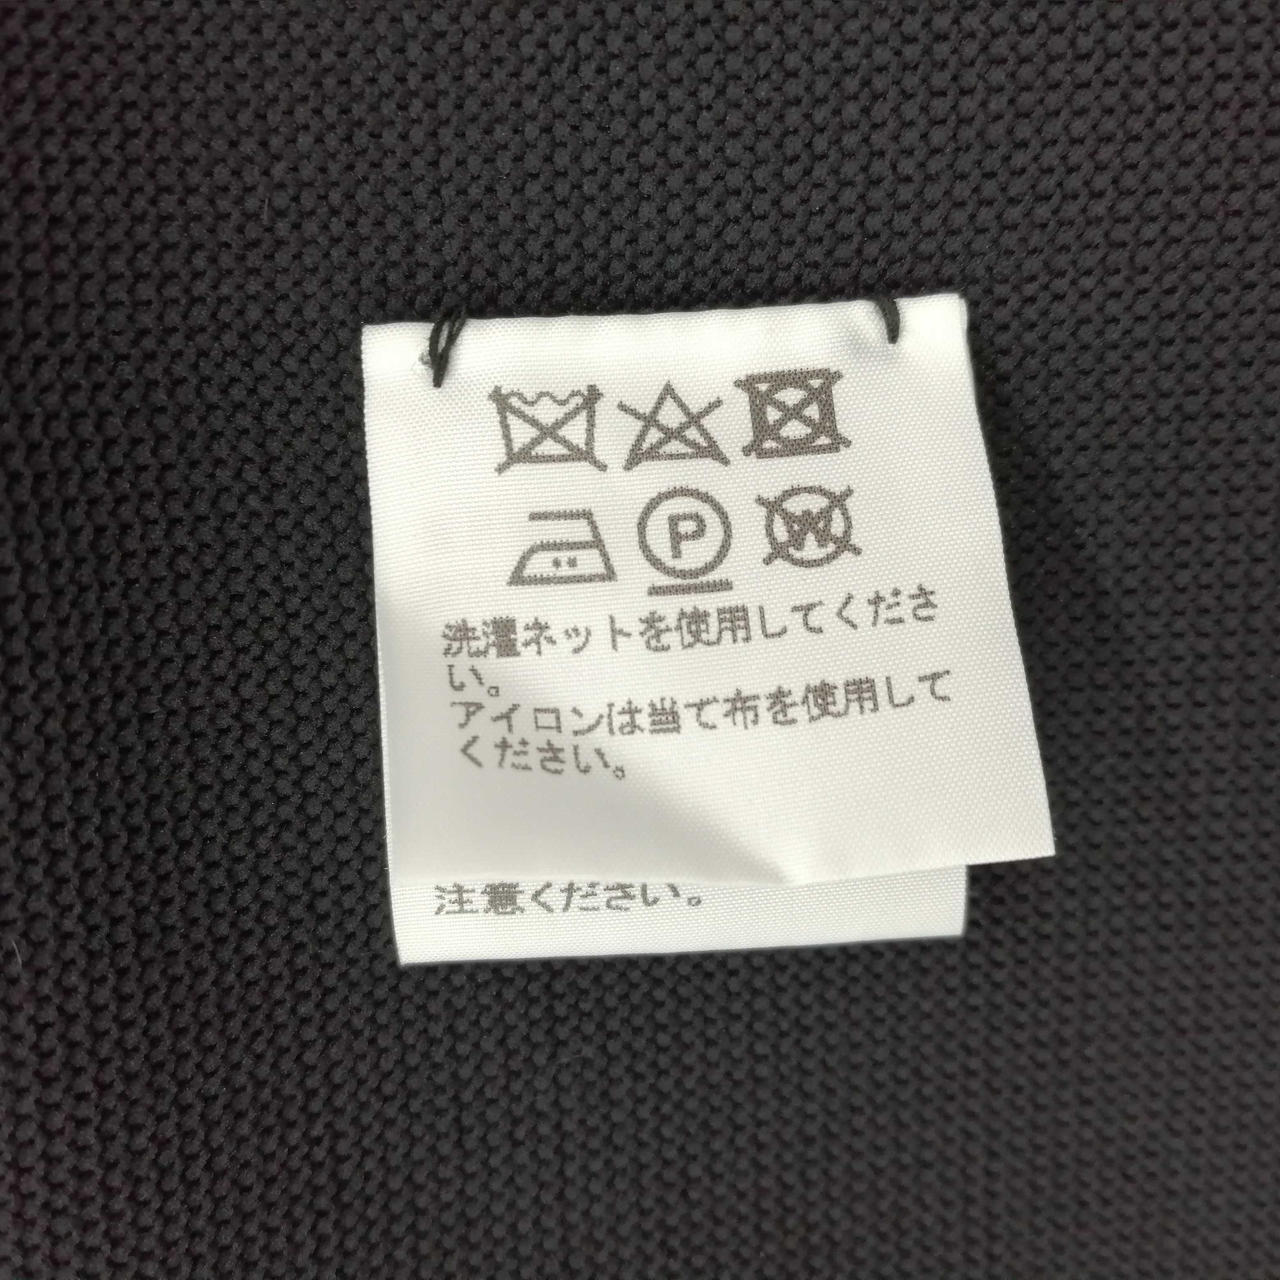 P
W
洗濯ネットを使用してくださ
い。
アイロンは当て布を使用して
ください。
注意ください。